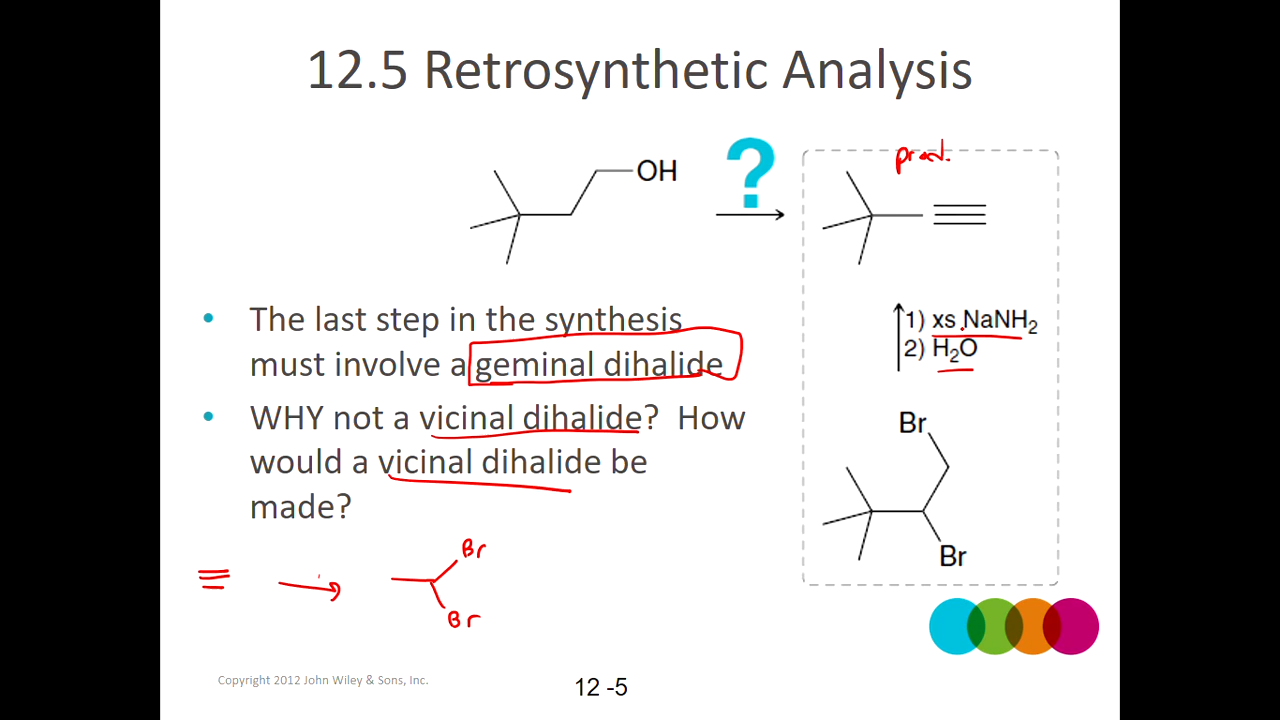 12.5 Retrosynthetic Analysis
OH
?
prod.
• The last step in the synthesis
must involve a geminal dihalide
• WHY not a vicinal dihalide? How
would a vicinal dihalide be
made?
1) xs NaNH₂
2) H₂O
Br
Br
Br
Br
Copyright 2012 John Wiley & Sons, Inc.
12 -5